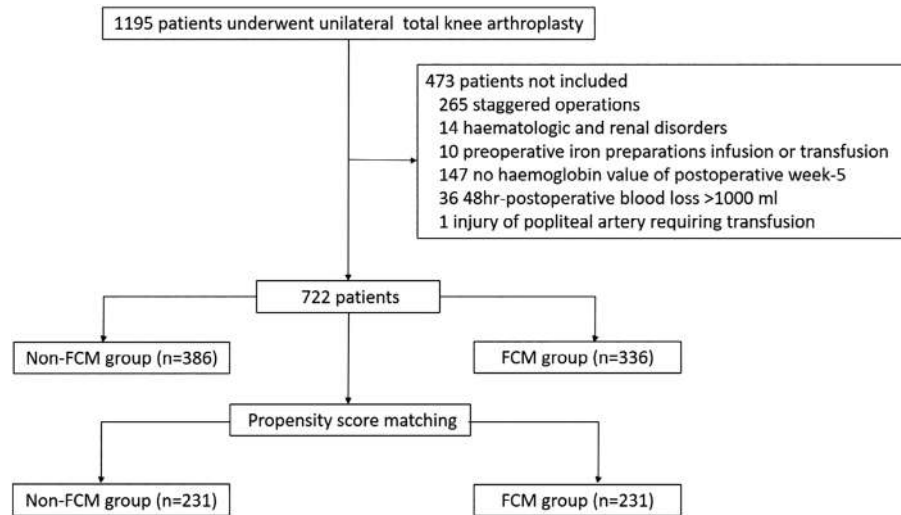 1195 patients underwent unilateral total knee arthroplasty
473 patients not included
265 staggered operations
14 haematologic and renal disorders
10 preoperative iron preparations infusion or transfusion
147 no haemoglobin value of postoperative week-5
36 48hr-postoperative blood loss >1000 ml
1 injury of popliteal artery requiring transfusion
722 patients
Non-FCM group (n=386)
FCM group (n=336)
Propensity score matching
Non-FCM group (n=231)
FCM group (n=231)